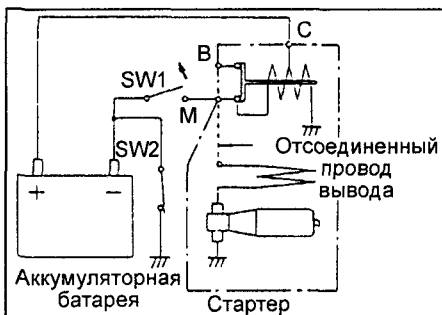 C
B
SW1
M
SW2
Отсоединенный
провод
вывода
+ −
Аккумуляторная
батарея
Стартер